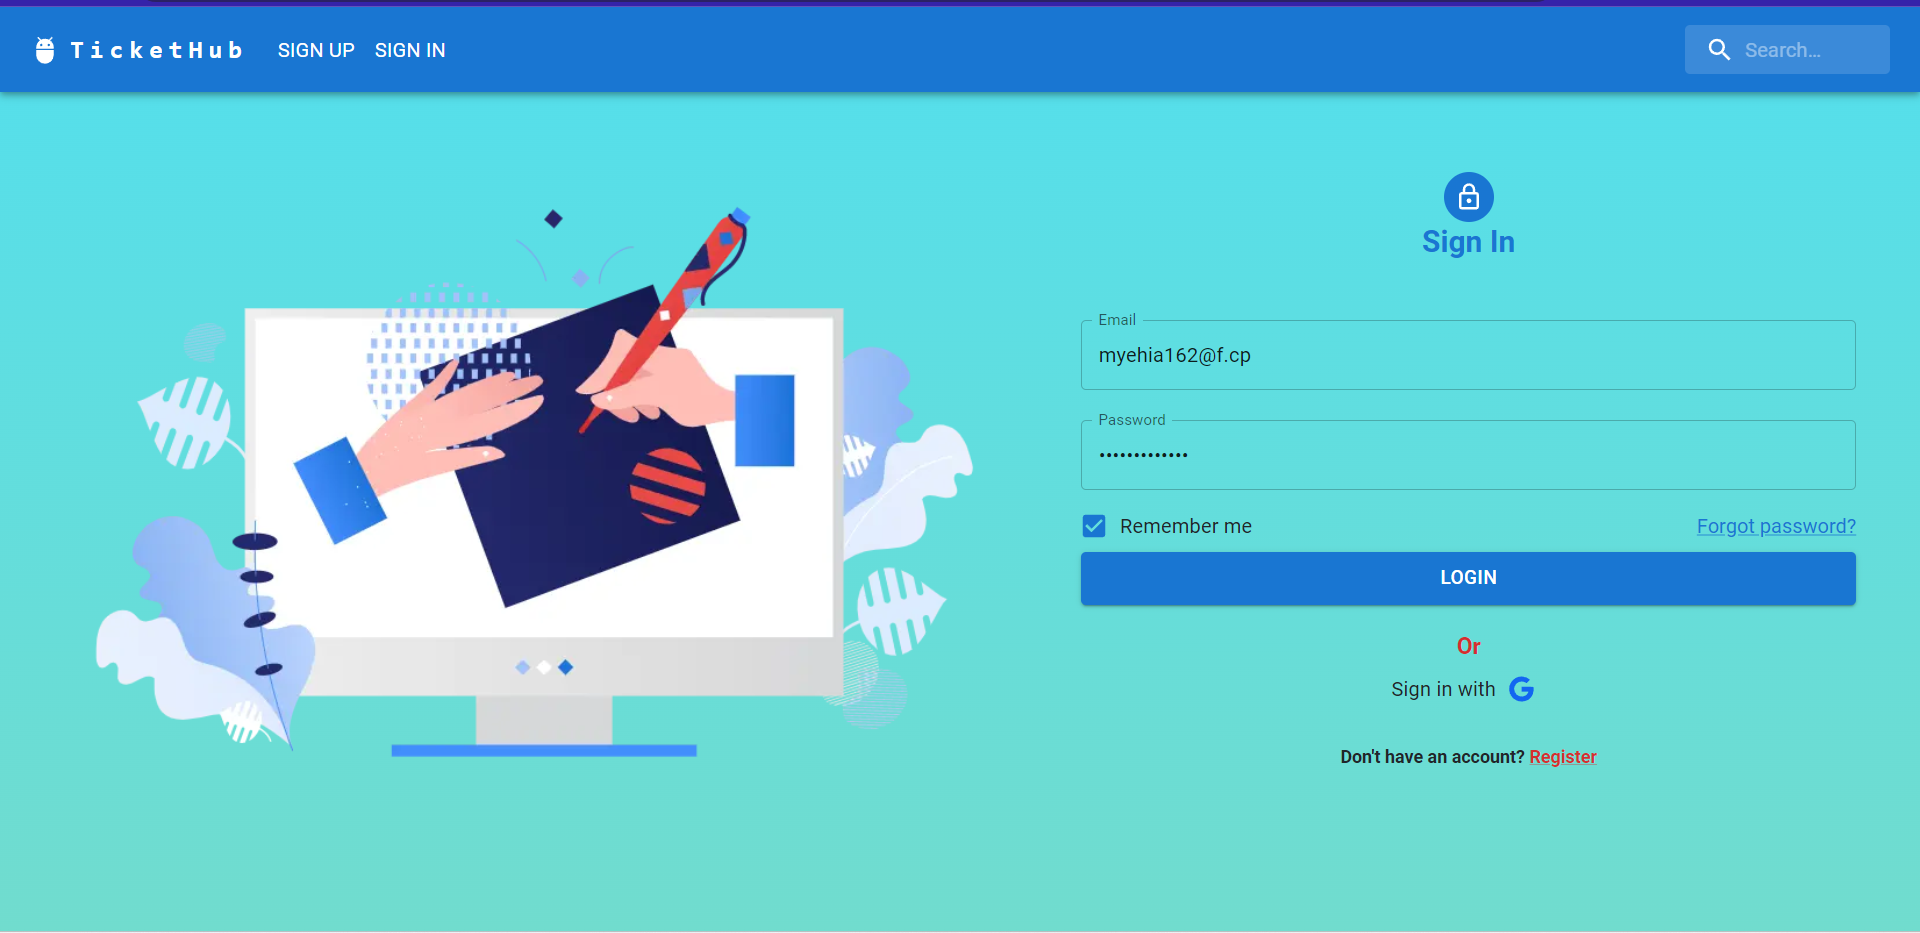 TicketHub SIGN UP SIGN IN Search...
Sign In
Email
myehia162@f.cp
Password
•••••••••••••
Remember me Forgot password?
LOGIN
Or
Sign in with G
Don't have an account? Register